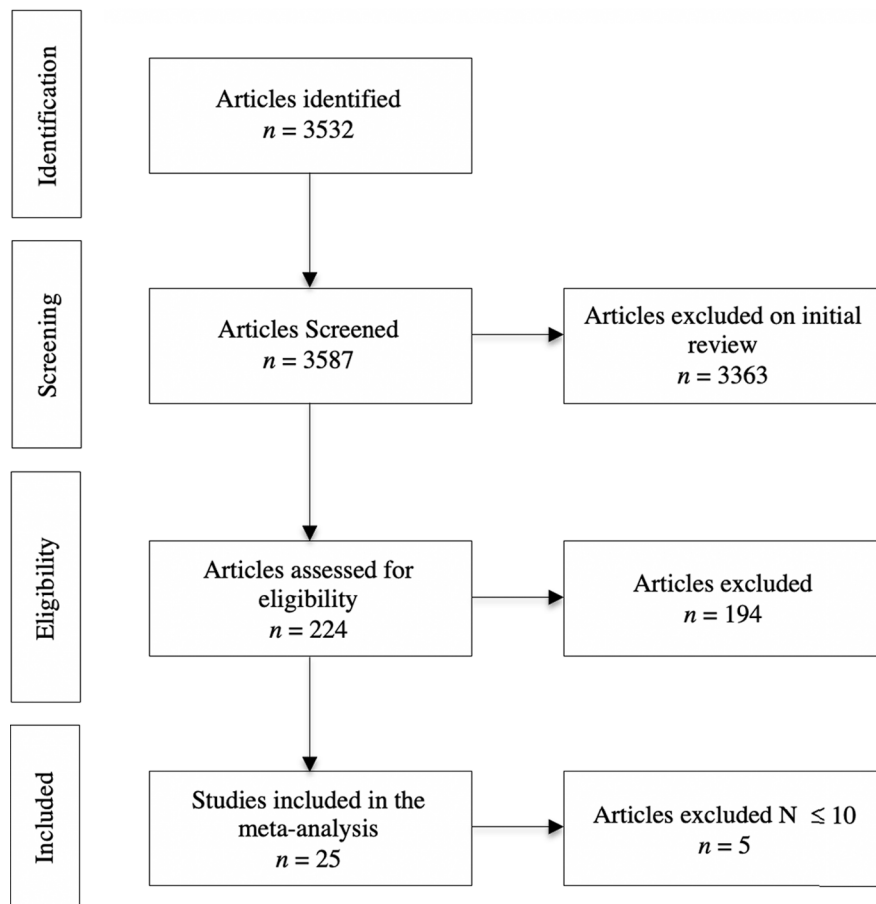 Identification
Articles identified
n = 3532
Screening
Articles Screened
n = 3587
Articles excluded on initial
review
n = 3363
Eligibility
Articles assessed for
eligibility
n = 224
Articles excluded
n = 194
Included
Studies included in the
meta-analysis
n = 25
Articles excluded N ≤ 10
n = 5